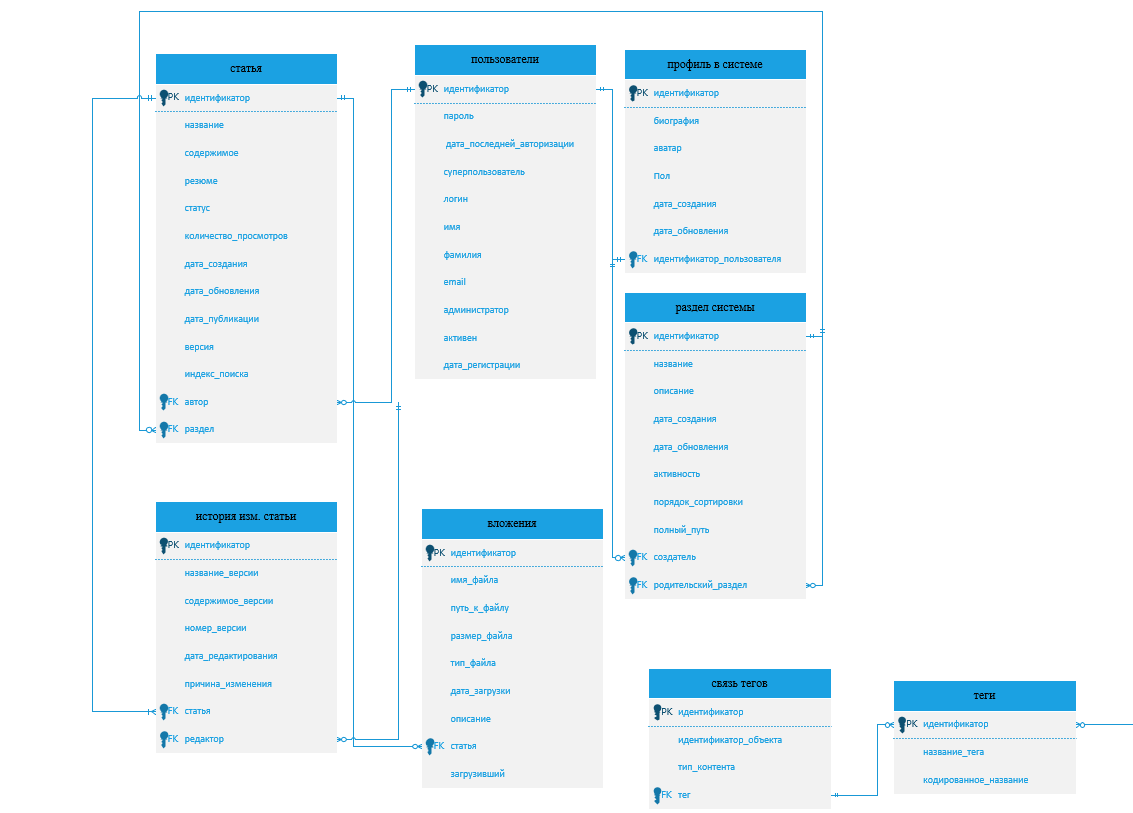 статья
PK идентификатор
название
содержимое
резюме
статус
количество_просмотров
дата_создания
дата_обновления
дата_публикации
версия
индекс_поиска
FK автор
FK раздел
пользователи
PK идентификатор
пароль
дата_последней_авторизации
суперпользователь
логин
имя
фамилия
email
администратор
активен
дата_регистрации
профиль в системе
PK идентификатор
биография
аватар
Пол
дата_создания
дата_обновления
FK идентификатор_пользователя
раздел системы
PK идентификатор
название
описание
дата_создания
дата_обновления
активность
порядок_сортировки
полный_путь
FK создатель
FK родительский_раздел
история изм. статьи
PK идентификатор
название_версии
содержимое_версии
номер_версии
дата_редактирования
причина_изменения
FK статья
FK редактор
вложения
PK идентификатор
имя_файла
путь_к_файлу
размер_файла
тип_файла
дата_загрузки
описание
FK статья
загрузивший
связь тегов
PK идентификатор
идентификатор_объекта
тип_контента
FK тег
теги
PK идентификатор
название_тега
кодированное_название